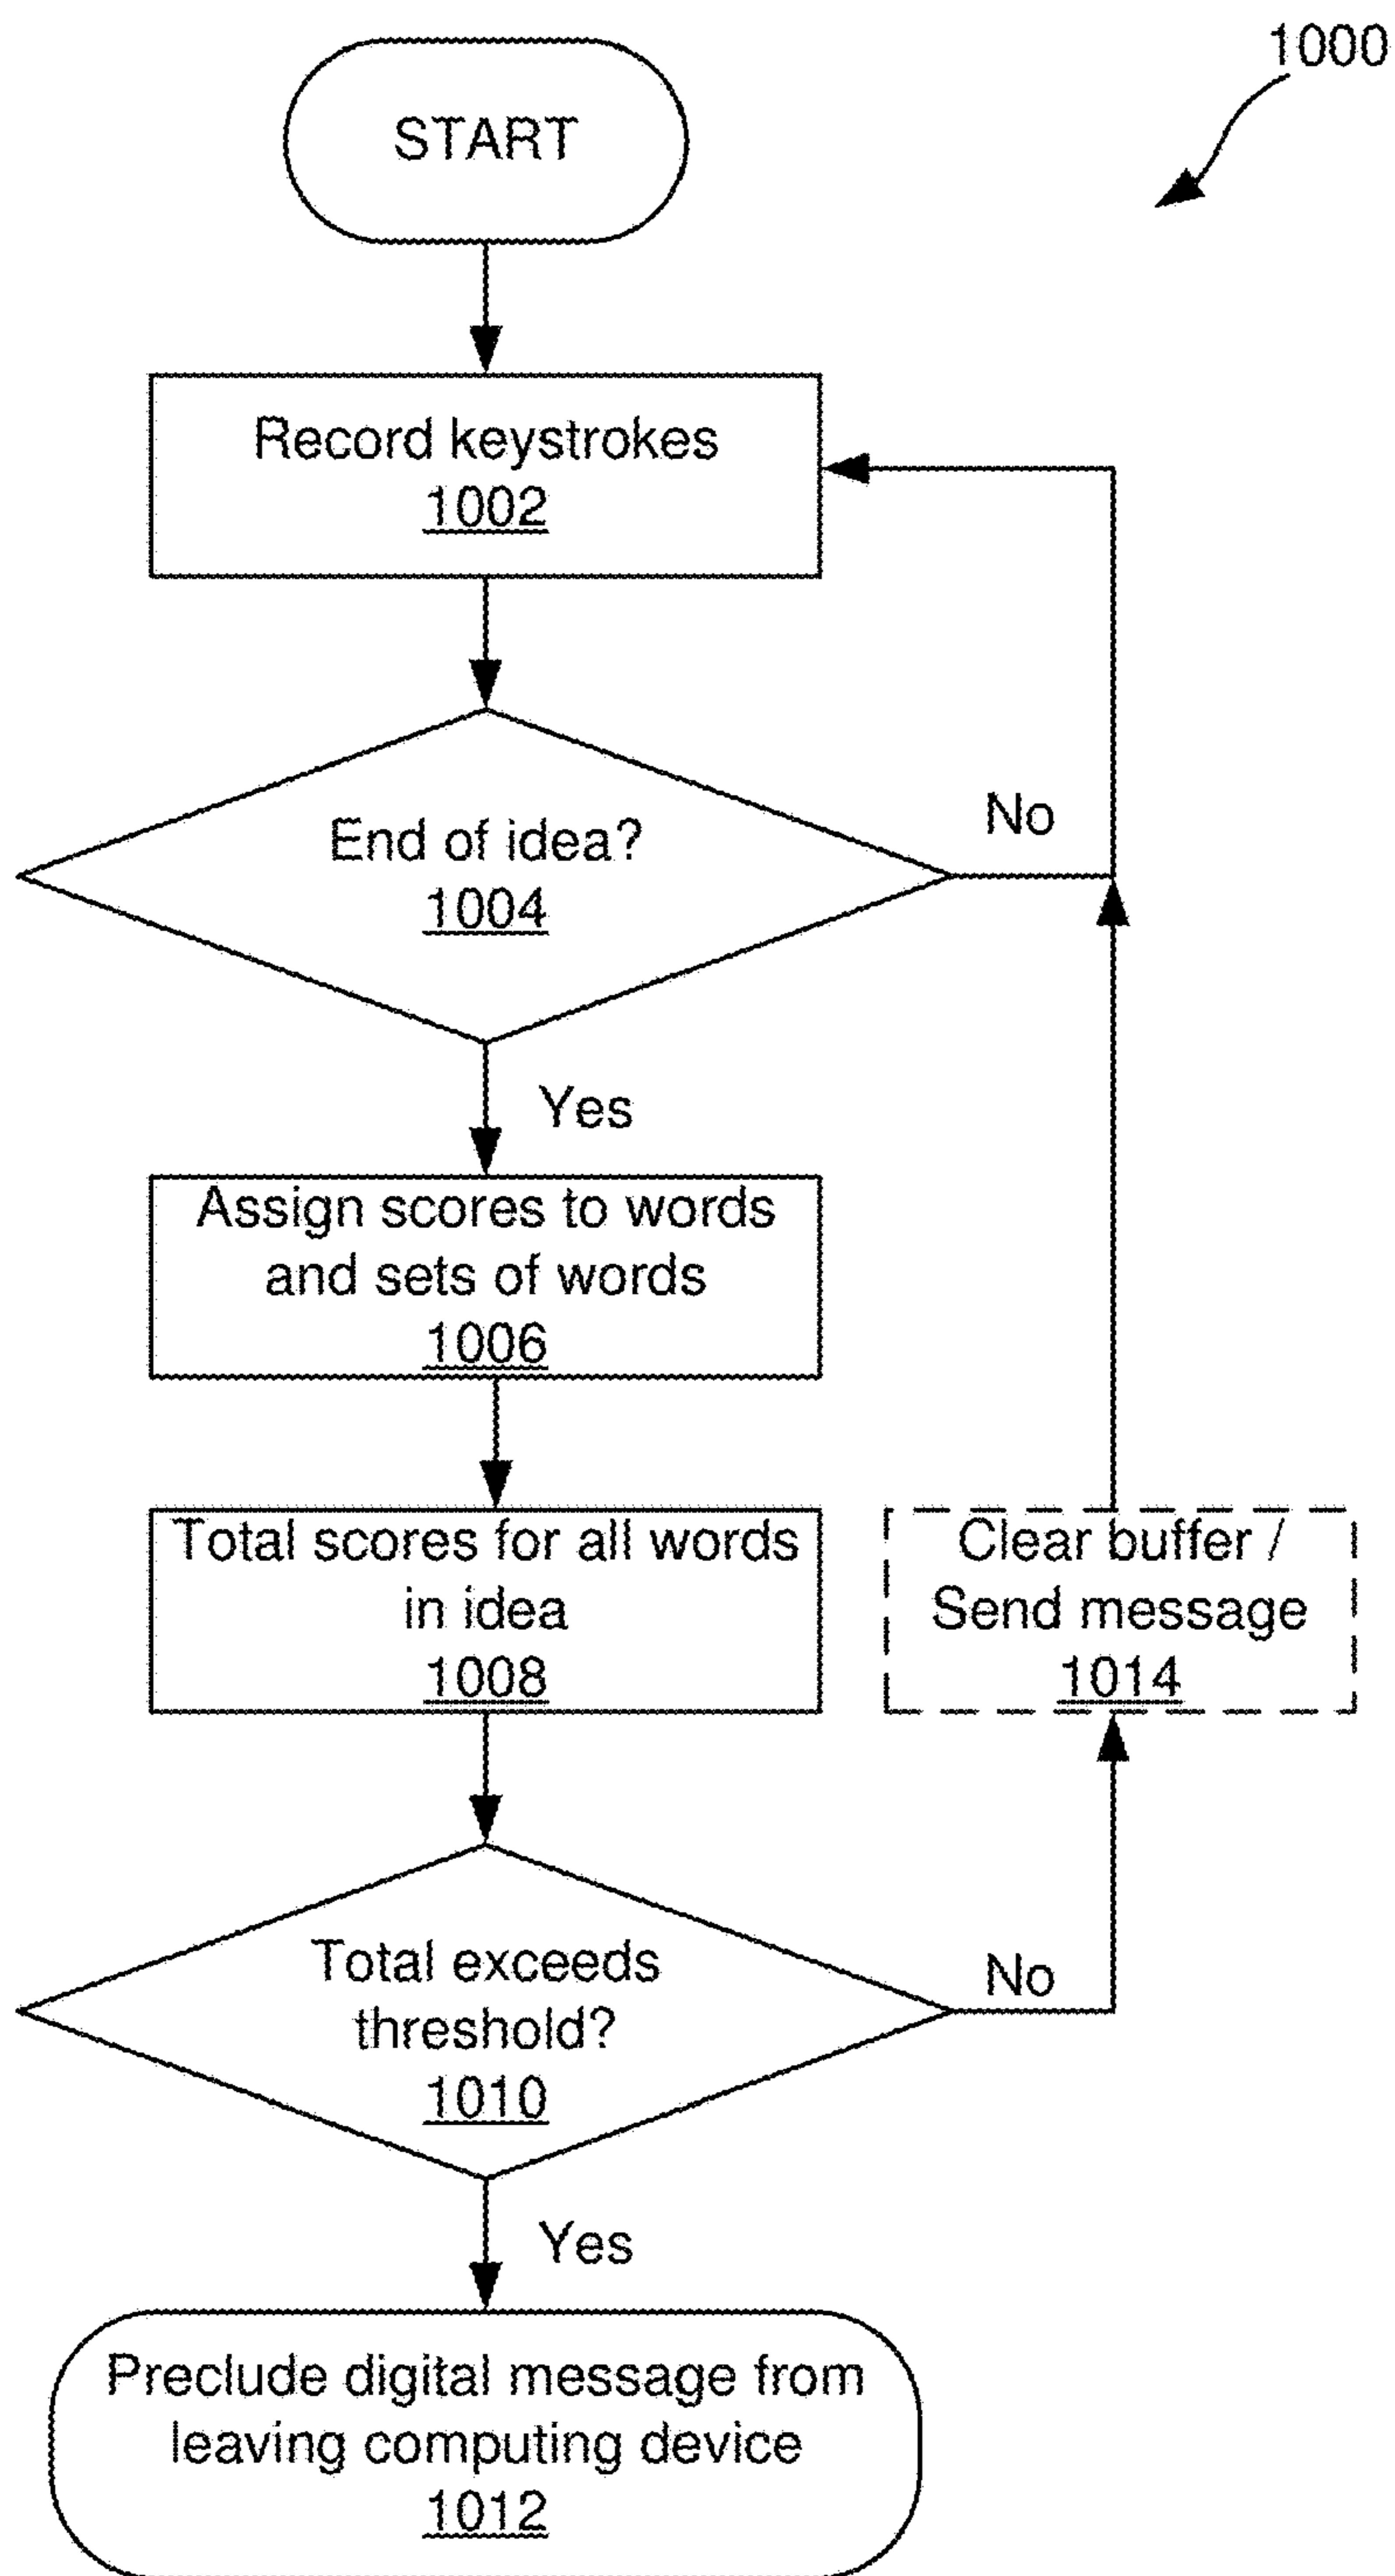 1000
START
Record keystrokes
1002
End of idea?
1004
No
Yes
Assign scores to words
and sets of words
1006
Total scores for all words
in idea
1008
Clear buffer /
Send message
1014
Total exceeds
threshold?
1010
No
Yes
Preclude digital message from
leaving computing device
1012